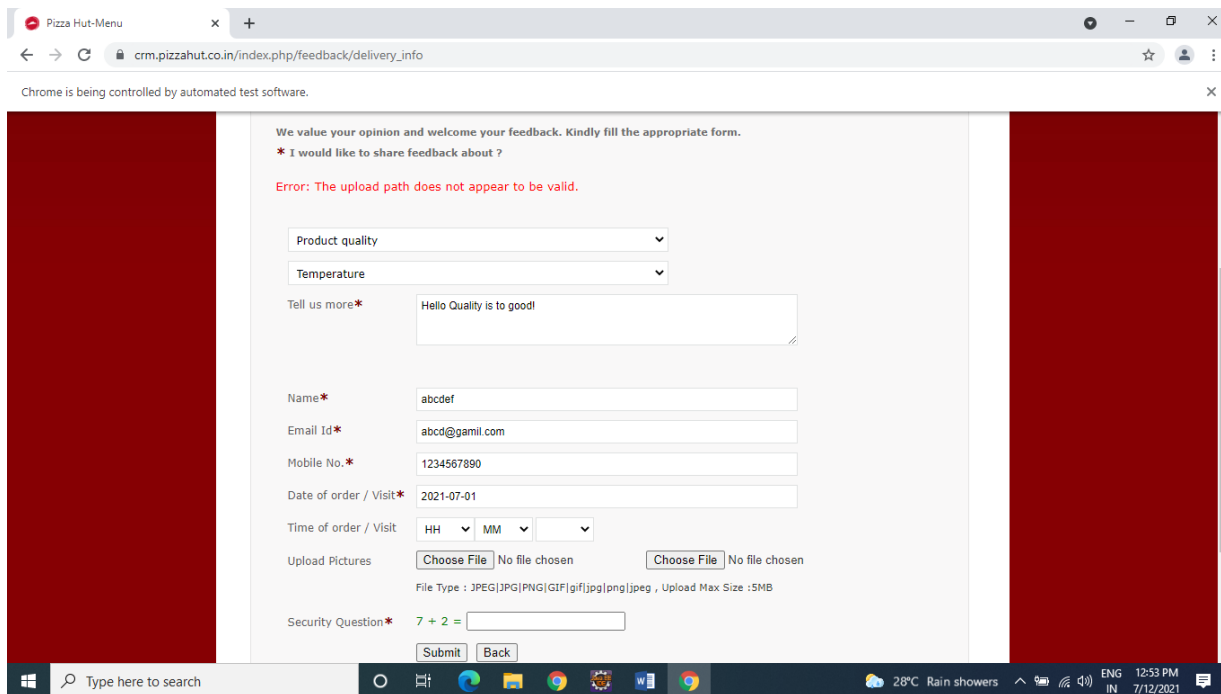 Pizza Hut-Menu
crm.pizzahut.co.in/index.php/feedback/delivery_info
Chrome is being controlled by automated test software.
We value your opinion and welcome your feedback. Kindly fill the appropriate form.
* I would like to share feedback about ?
Error: The upload path does not appear to be valid.
Product quality
Temperature
Tell us more* Hello Quality is to good!
Name* abcdef
Email Id* abcd@gamil.com
Mobile No.* 1234567890
Date of order / Visit* 2021-07-01
Time of order / Visit HH MM
Upload Pictures Choose File No file chosen Choose File No file chosen
File Type : JPEG|JPG|PNG|GIF|gif|jpg|png|jpeg , Upload Max Size :5MB
Security Question* 7 + 2 =
Submit Back
Type here to search 28°C Rain showers ENG 12:53 PM
IN 7/12/2021